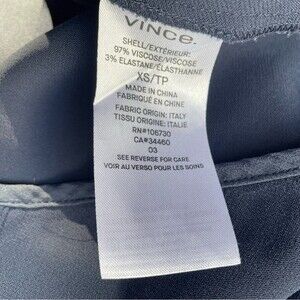 VINCE.
SHELL/EXTÉRIEUR:
97% VISCOSE/VISCOSE
3% ELASTANE/ÉLASTHANNE
XS/TP
MADE IN CHINA
FABRIQUÉ EN CHINE
FABRIC ORIGIN: ITALY
TISSU ORIGINE: ITALIE
RN#106730
CA#34460
03
SEE REVERSE FOR CARE
VOIR AU VERSO POUR LES SOINS